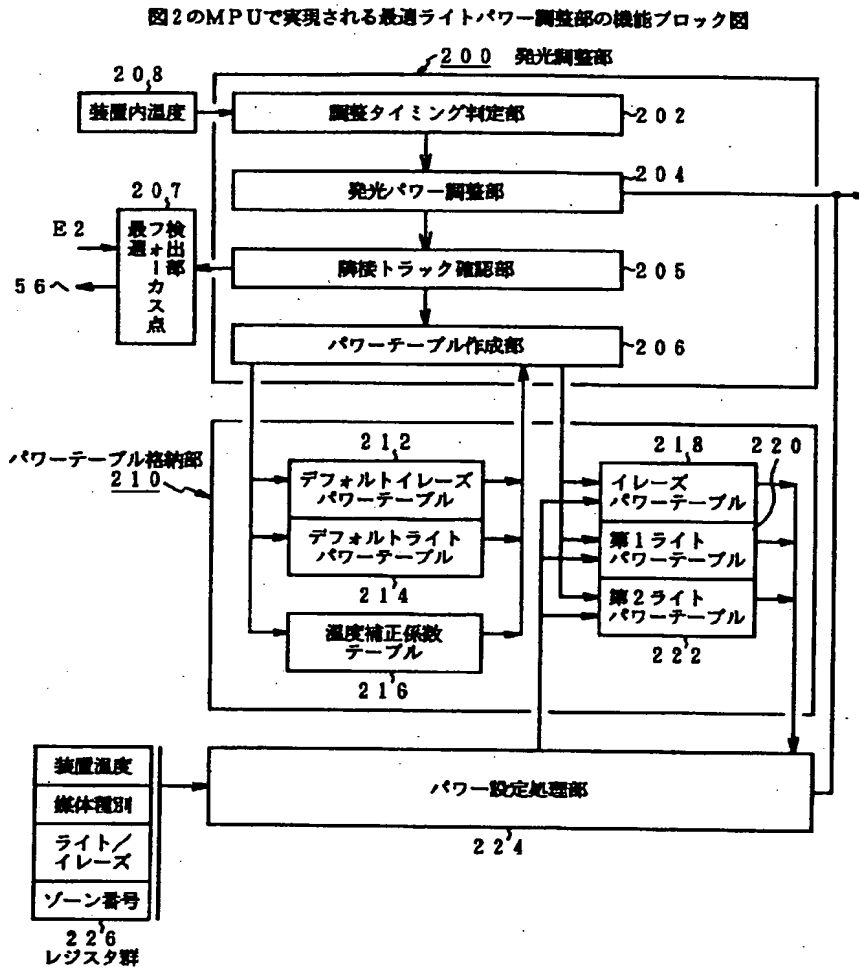 図2のMPUで実現される最適ライトパワー調整部の機能ブロック図
200 発光調整部
208
装置内温度
調整タイミング判定部
202
発光パワー調整部
204
207
E2
56へ
最適
フォーカス点
検出部
隣接トラック確認部
205
パワーテーブル作成部
206
パワーテーブル格納部
210
212
デフォルトイレーズ
パワーテーブル
デフォルトライト
パワーテーブル
214
温度補正係数
テーブル
216
218
220
イレーズ
パワーテーブル
第1ライト
パワーテーブル
第2ライト
パワーテーブル
222
装置温度
媒体種別
ライト/
イレーズ
ゾーン番号
226
レジスタ群
パワー設定処理部
224